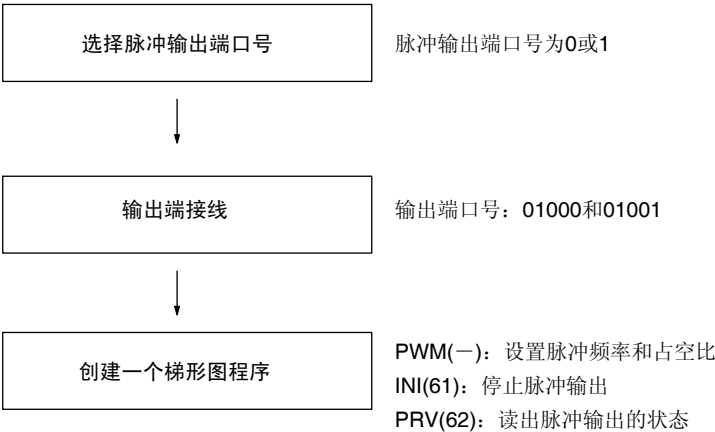 选择脉冲输出端口号
脉冲输出端口号为0或1
输出端接线
输出端口号：01000和01001
创建一个梯形图程序
PWM(－)：设置脉冲频率和占空比
INI(61)：停止脉冲输出
PRV(62)：读出脉冲输出的状态